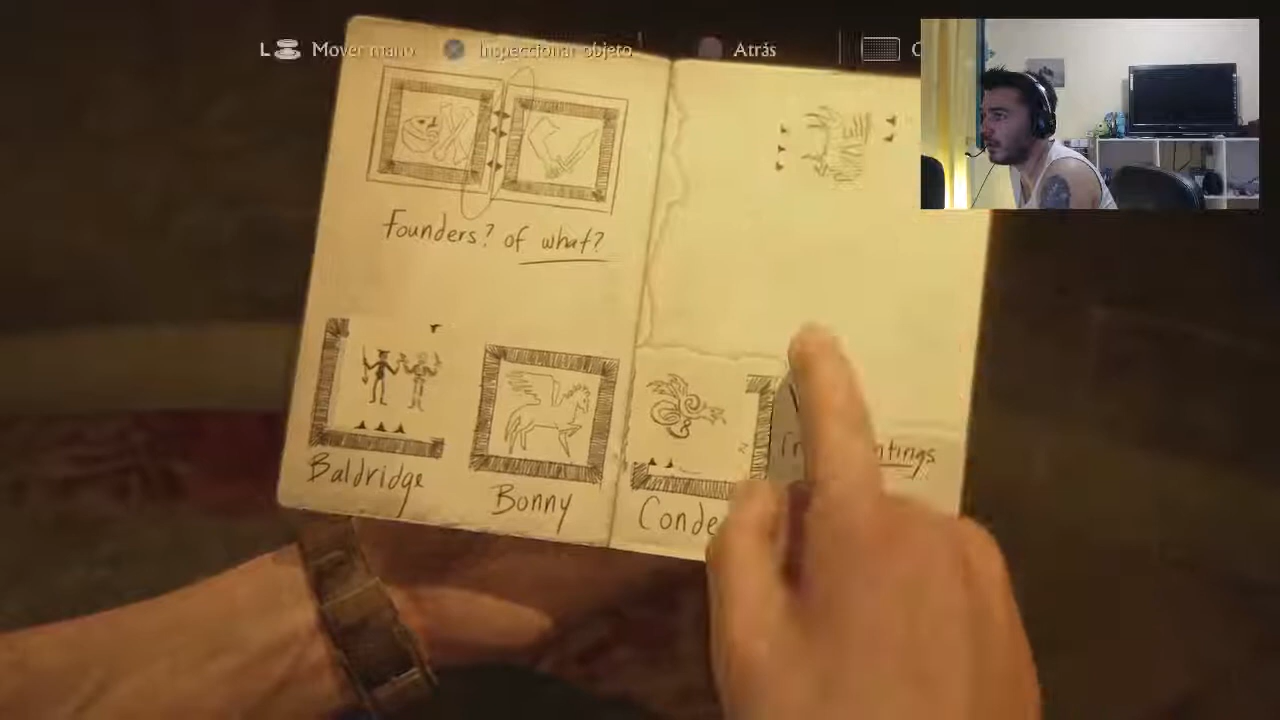 L Mover mano Inspeccionar objeto Atrás
founders? of what?
Baldridge
Bonny